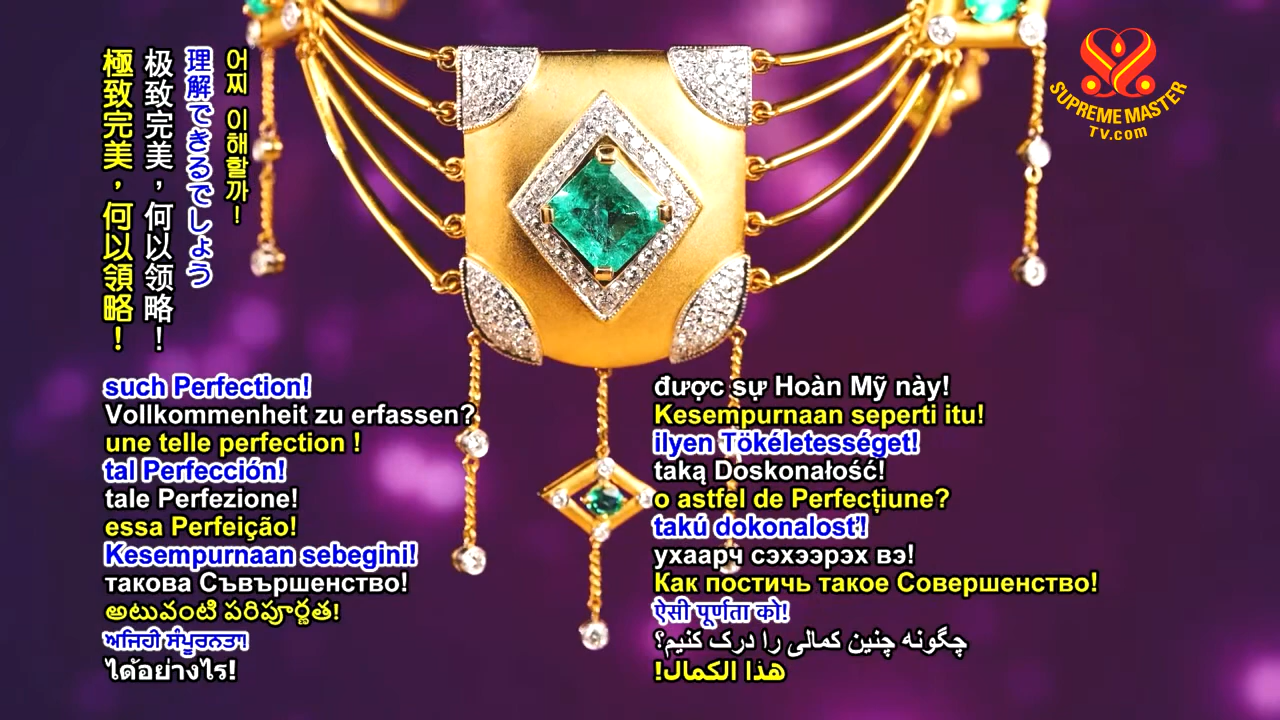 極致完美，何以領略！
极致完美，何以领略！
理解できるでしょう
어찌 이해할까！
SUPREME MASTER
TV.com
such Perfection!
Vollkommenheit zu erfassen?
une telle perfection !
tal Perfección!
tale Perfezione!
essa Perfeição!
Kesempurnaan sebegini!
такова Съвършенство!
అటువంటి పరిపూర్ణత!
ਅਜਿਹੀ ਸੰਪੂਰਨਤਾ!
ได้อย่างไร!
được sự Hoàn Mỹ này!
Kesempurnaan seperti itu!
ilyen Tökéletességet!
taką Doskonałość!
o astfel de Perfecțiune?
takú dokonalosť!
ухаарч сэхээрэх вэ!
Как постичь такое Совершенство!
ऐसी पूर्णता को!
چگونه چنین کمالی را درک کنیم؟
هذا الكمال!